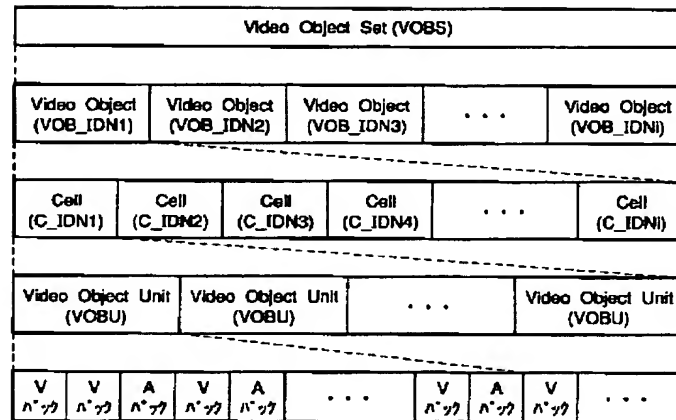 Video Object Set (VOBS)
Video Object Video Object Video Object Video Object
(VOB_IDN1) (VOB_IDN2) (VOB_IDN3) ・・・ (VOB_IDNi)
Cell Cell Cell Cell Cell
(C_IDN1) (C_IDN2) (C_IDN3) (C_IDN4) ・・・ (C_IDNi)
Video Object Unit Video Object Unit Video Object Unit
(VOBU) (VOBU) ・・・ (VOBU)
V V A V A V A V
パック パック パック パック パック ・・・ パック パック パック ・・・